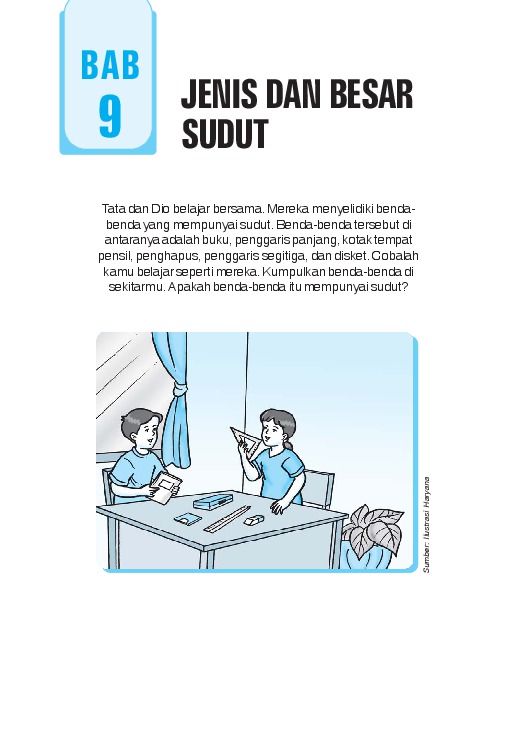 BAB
9
JENIS DAN BESAR
SUDUT
Tata dan Dio belajar bersama. Mereka menyelidiki benda-
benda yang mempunyai sudut. Benda-benda tersebut di
antaranya adalah buku, penggaris panjang, kotak tempat
pensil, penghapus, penggaris segitiga, dan disket. Cobalah
kamu belajar seperti mereka. Kumpulkan benda-benda di
sekitarmu. Apakah benda-benda itu mempunyai sudut?
Sumber: Ilustrasi Haryana